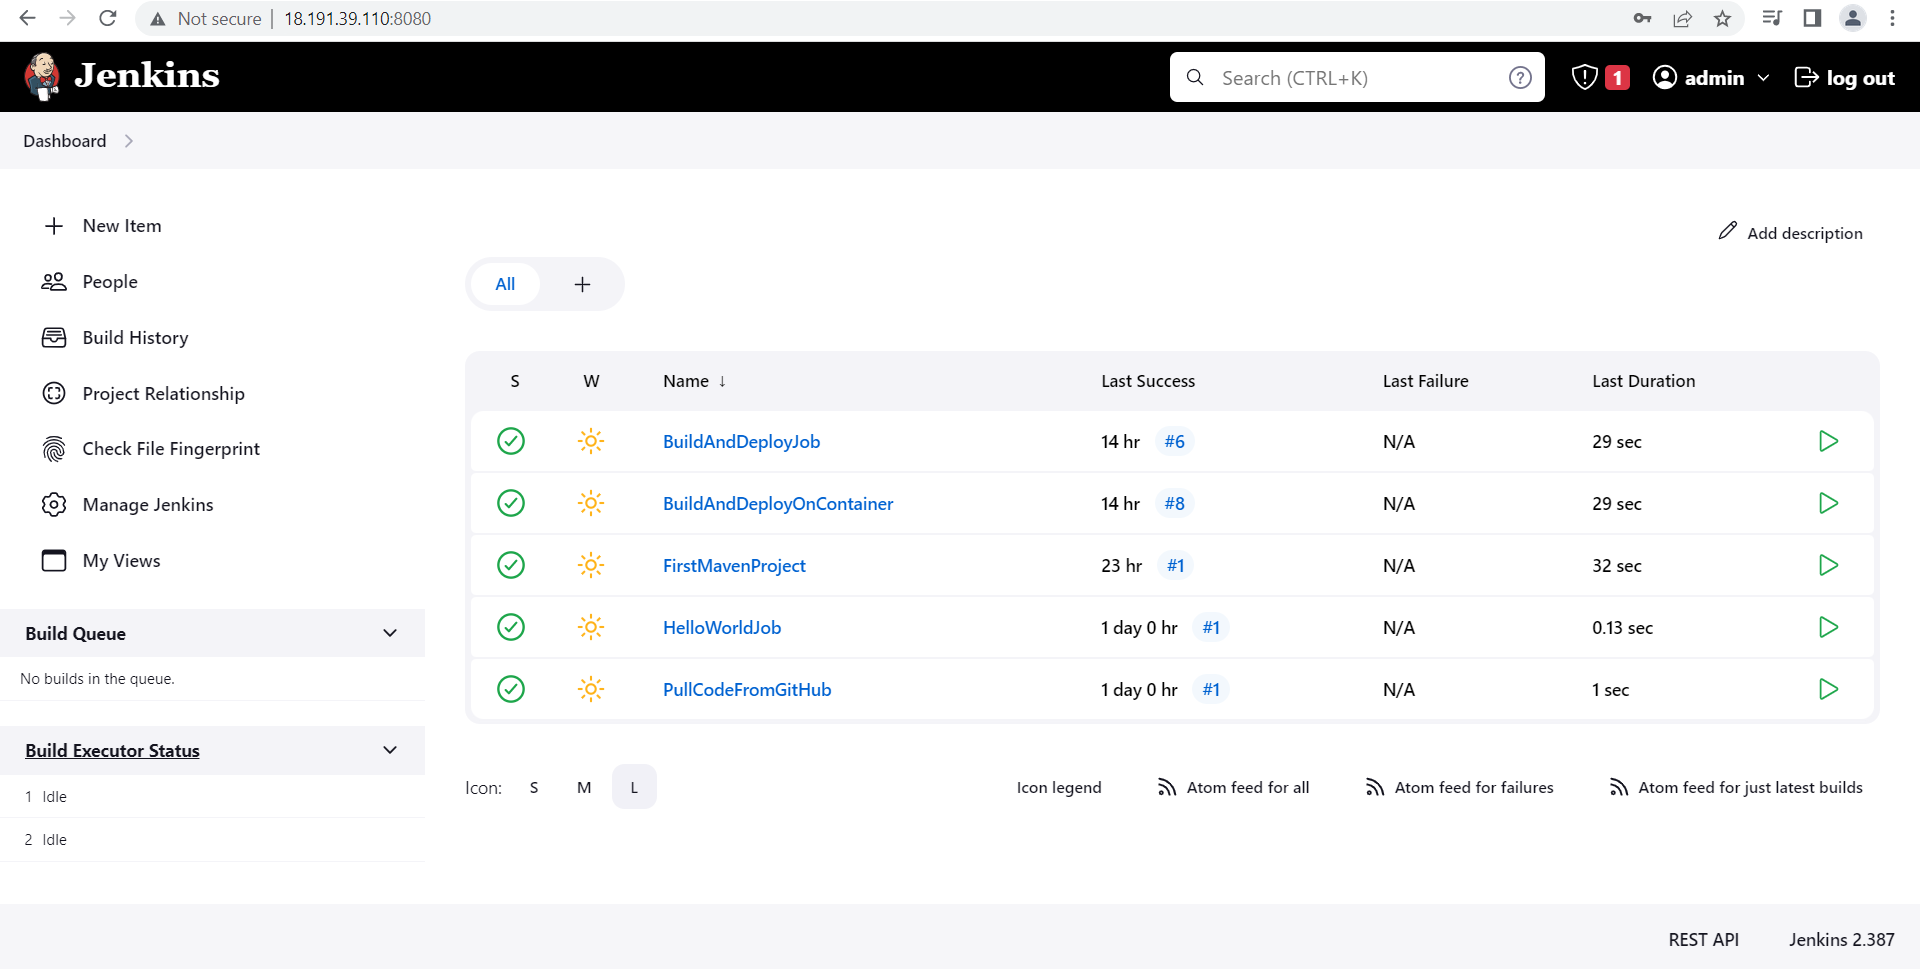 Not secure 18.191.39.110:8080
Jenkins
Search (CTRL+K)
1
admin
log out
Dashboard
New Item
People
Build History
Project Relationship
Check File Fingerprint
Manage Jenkins
My Views
Build Queue
No builds in the queue.
Build Executor Status
1 Idle
2 Idle
Add description
All
S W Name ↓ Last Success Last Failure Last Duration
BuildAndDeployJob 14 hr #6 N/A 29 sec
BuildAndDeployOnContainer 14 hr #8 N/A 29 sec
FirstMavenProject 23 hr #1 N/A 32 sec
HelloWorldJob 1 day 0 hr #1 N/A 0.13 sec
PullCodeFromGitHub 1 day 0 hr #1 N/A 1 sec
Icon: S M L Icon legend Atom feed for all Atom feed for failures Atom feed for just latest builds
REST API Jenkins 2.387